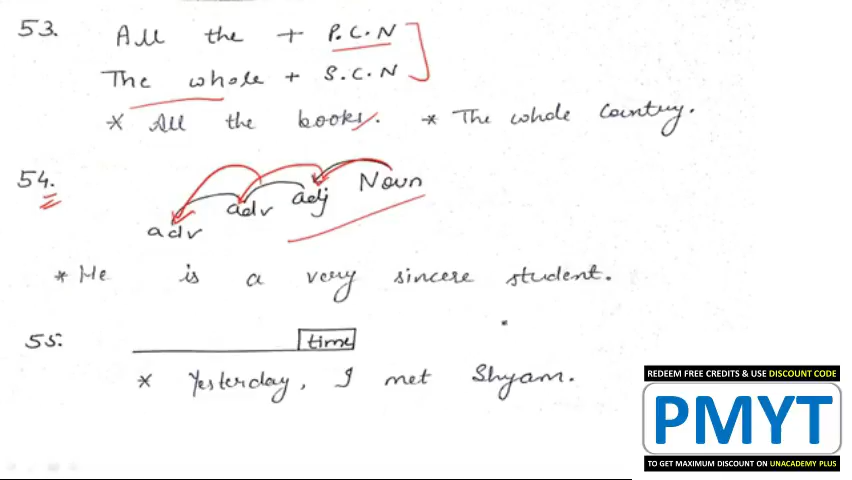 53. All the + P.C.N
The whole + S.C.N
* All the books. * The whole Country.
54. adv adv adj Noun
* He is a very sincere student.
55. time
* Yesterday, I met Shyam.
REDEEM FREE CREDITS & USE DISCOUNT CODE
PMYT
TO GET MAXIMUM DISCOUNT ON UNACADEMY PLUS